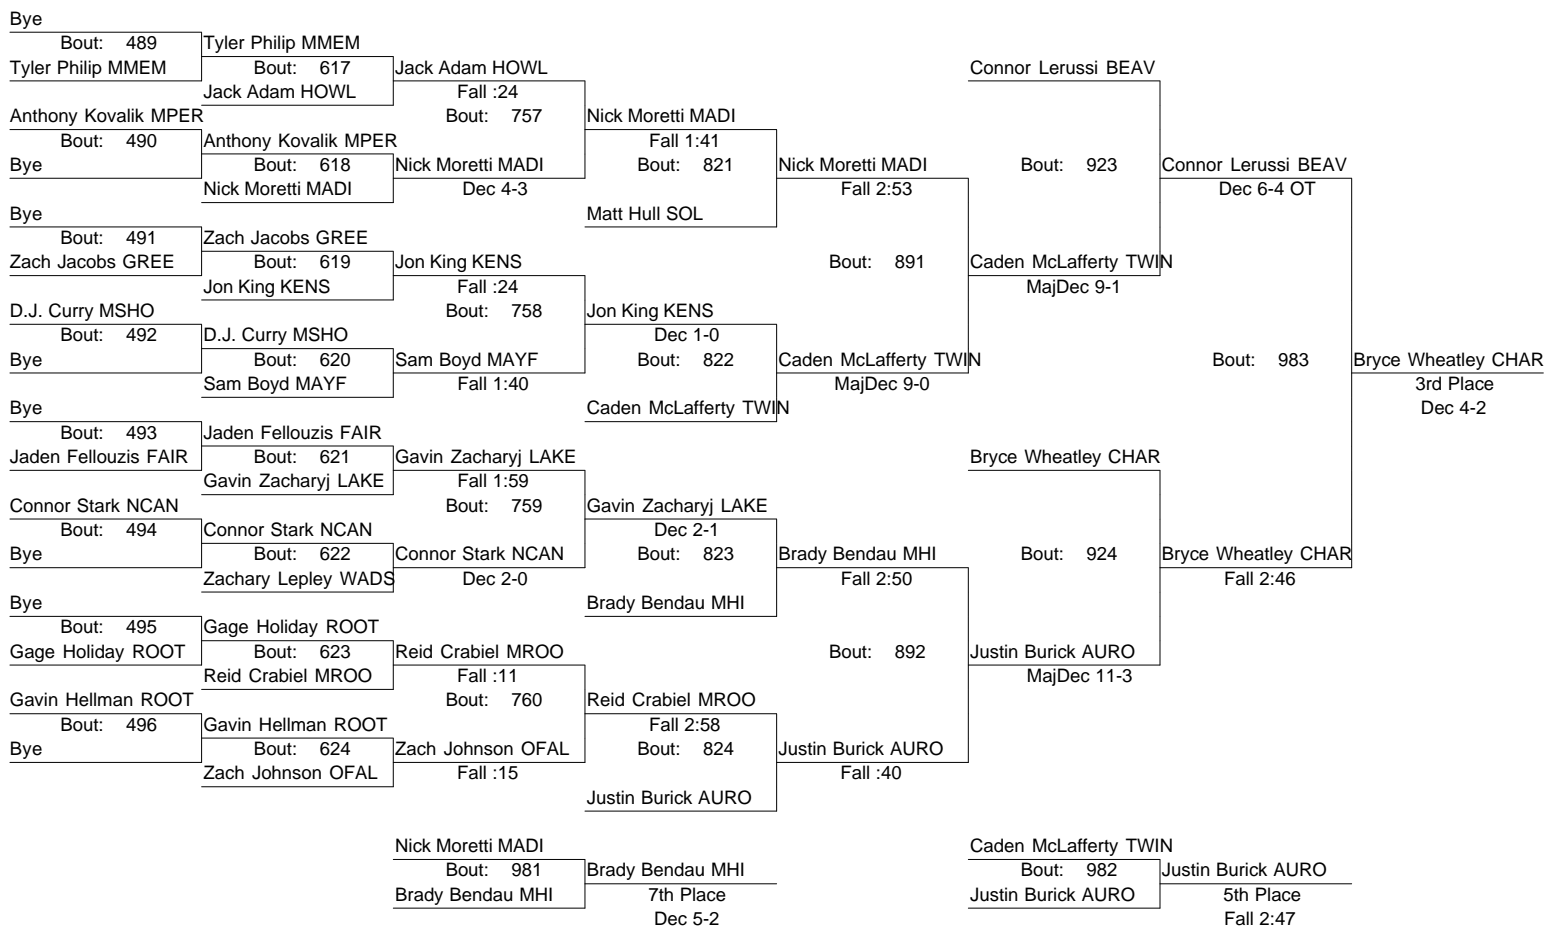 Bye
Bout: 489
Tyler Philip MMEM
Tyler Philip MMEM
Bout: 617
Jack Adam HOWL
Jack Adam HOWL
Fall :24
Bout: 757
Anthony Kovalik MPER
Bout: 490
Bye
Anthony Kovalik MPER
Bout: 618
Nick Moretti MADI
Nick Moretti MADI
Dec 4-3
Nick Moretti MADI
Fall 1:41
Bout: 821
Matt Hull SOL
Nick Moretti MADI
Fall 2:53
Bye
Bout: 491
Zach Jacobs GREE
Zach Jacobs GREE
Bout: 619
Jon King KENS
Jon King KENS
Fall :24
Bout: 758
D.J. Curry MSHO
Bout: 492
Bye
D.J. Curry MSHO
Bout: 620
Sam Boyd MAYF
Sam Boyd MAYF
Fall 1:40
Jon King KENS
Dec 1-0
Bout: 822
Caden McLafferty TWIN
Caden McLafferty TWIN
MajDec 9-0
Bout: 891
Connor Lerussi BEAV
Bout: 923
Caden McLafferty TWIN
MajDec 9-1
Connor Lerussi BEAV
Dec 6-4 OT
Bye
Bout: 493
Jaden Fellouzis FAIR
Jaden Fellouzis FAIR
Bout: 621
Gavin Zacharyj LAKE
Gavin Zacharyj LAKE
Fall 1:59
Bout: 759
Connor Stark NCAN
Bout: 494
Bye
Connor Stark NCAN
Bout: 622
Zachary Lepley WADS
Connor Stark NCAN
Dec 2-0
Gavin Zacharyj LAKE
Dec 2-1
Bout: 823
Brady Bendau MHI
Brady Bendau MHI
Fall 2:50
Bye
Bout: 495
Gage Holiday ROOT
Gage Holiday ROOT
Bout: 623
Reid Crabiel MROO
Reid Crabiel MROO
Fall :11
Bout: 760
Gavin Hellman ROOT
Bout: 496
Bye
Gavin Hellman ROOT
Bout: 624
Zach Johnson OFAL
Zach Johnson OFAL
Fall :15
Reid Crabiel MROO
Fall 2:58
Bout: 824
Justin Burick AURO
Justin Burick AURO
Fall :40
Bout: 892
Bryce Wheatley CHAR
Bout: 924
Justin Burick AURO
MajDec 11-3
Bryce Wheatley CHAR
Fall 2:46
Bout: 983
Bryce Wheatley CHAR
3rd Place
Dec 4-2
Nick Moretti MADI
Bout: 981
Brady Bendau MHI
Brady Bendau MHI
7th Place
Dec 5-2
Caden McLafferty TWIN
Bout: 982
Justin Burick AURO
Justin Burick AURO
5th Place
Fall 2:47